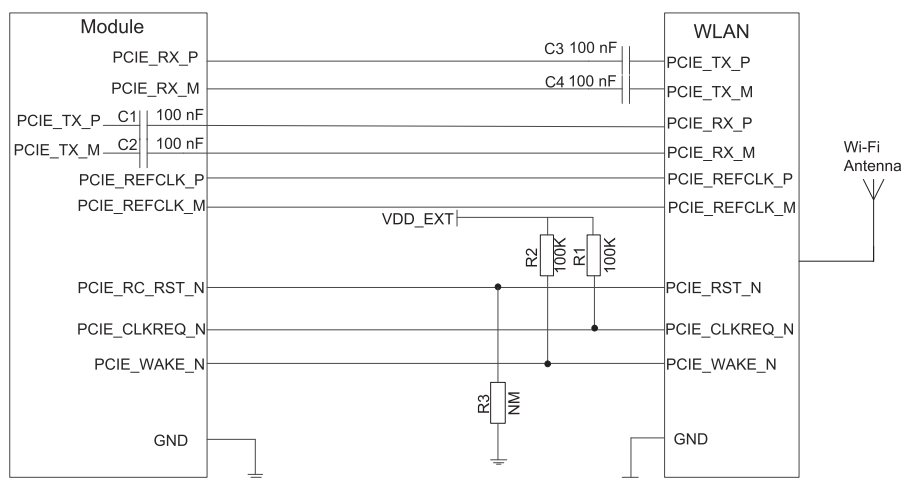 Module
WLAN
PCIE_RX_P
C3 100 nF
PCIE_TX_P
PCIE_RX_M
C4 100 nF
PCIE_TX_M
PCIE_TX_P C1 100 nF
PCIE_RX_P
PCIE_TX_M C2 100 nF
PCIE_RX_M
Wi-Fi
Antenna
PCIE_REFCLK_P
PCIE_REFCLK_P
PCIE_REFCLK_M
PCIE_REFCLK_M
VDD_EXT
R2
100K
R1
100K
PCIE_RC_RST_N
PCIE_RST_N
PCIE_CLKREQ_N
PCIE_CLKREQ_N
PCIE_WAKE_N
PCIE_WAKE_N
R3
NM
GND
GND